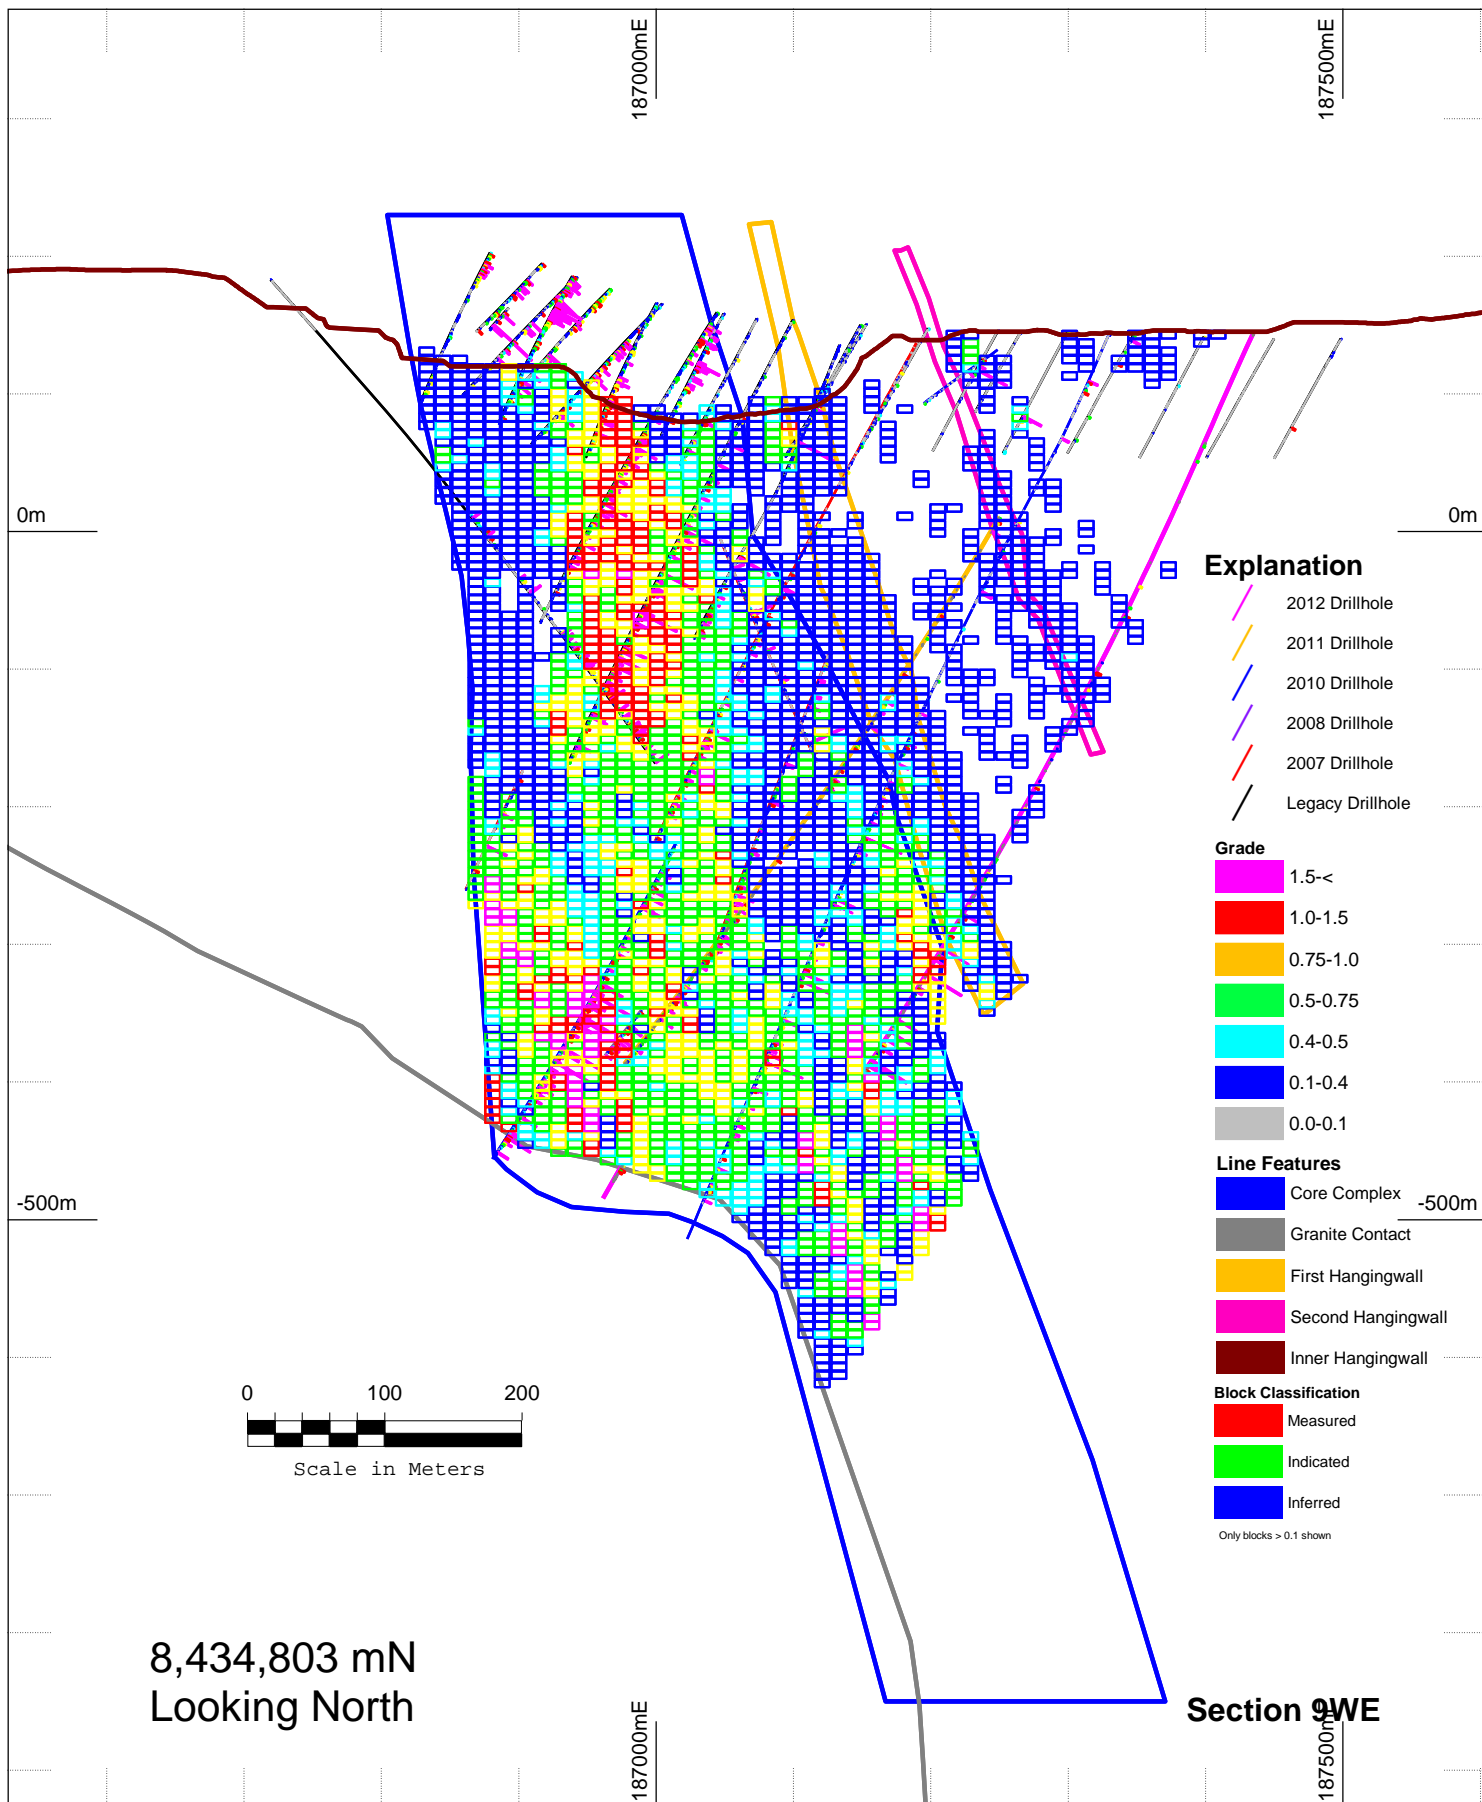 187000mE
187500mE
0m
0m
Explanation
2012 Drillhole
2011 Drillhole
2010 Drillhole
2008 Drillhole
2007 Drillhole
Legacy Drillhole
Grade
1.5-<
1.0-1.5
0.75-1.0
0.5-0.75
0.4-0.5
0.1-0.4
0.0-0.1
Line Features
Core Complex
-500m
-500m
Granite Contact
First Hangingwall
Second Hangingwall
Inner Hangingwall
Block Classification
Measured
Indicated
Inferred
Only blocks > 0.1 shown
0 100 200
Scale in Meters
8,434,803 mN
Looking North
Section 9WE
187000mE
187500mE